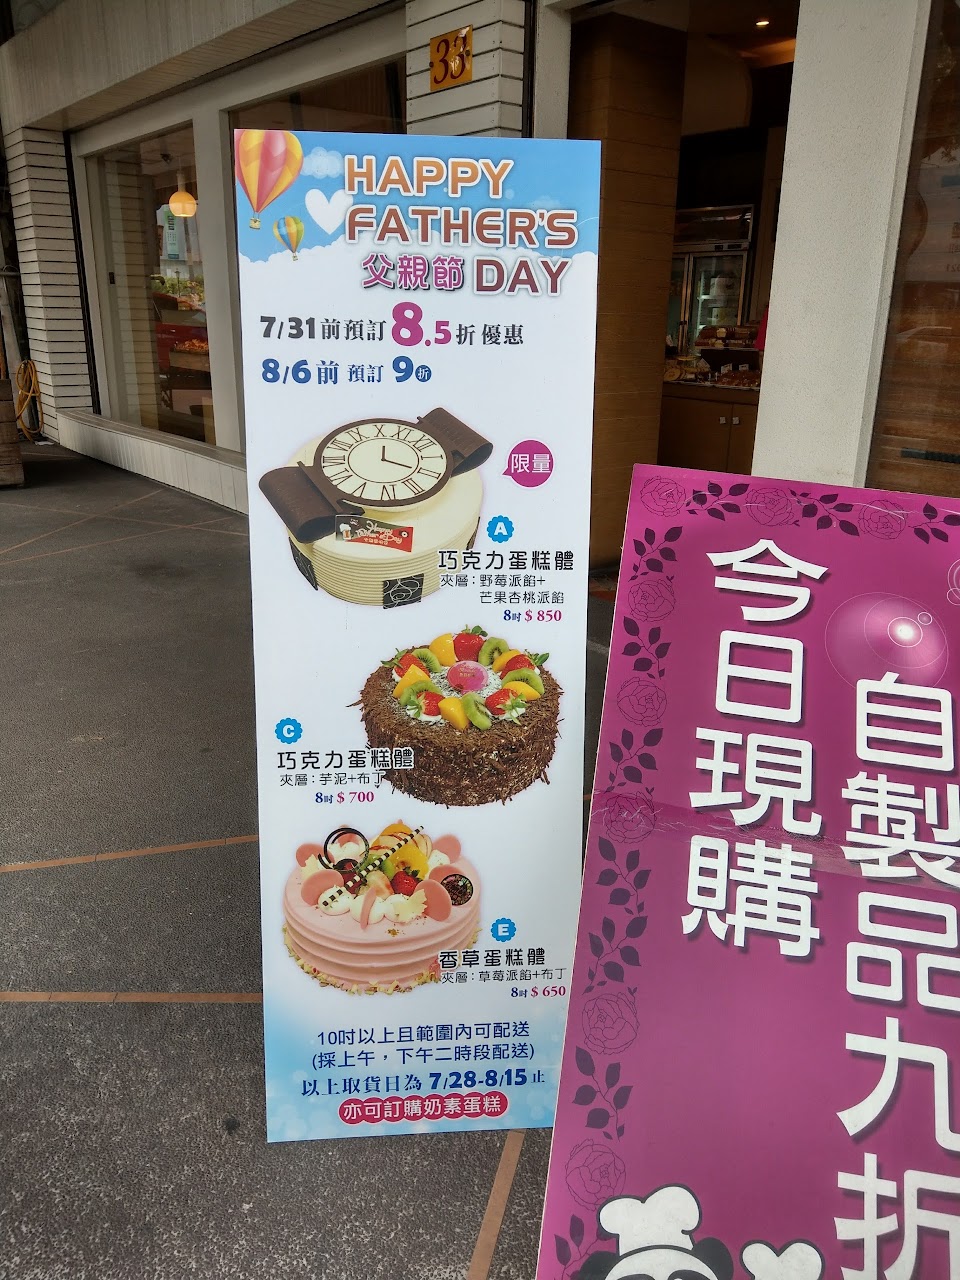 33
HAPPY
FATHER'S
父親節 DAY
7/31前預訂8.5折優惠
8/6前 預訂 9折
限量
A
巧克力蛋糕體
夾層：野莓派餡+
芒果杏桃派餡
8吋 $ 850
C
巧克力蛋糕體
夾層：芋泥+布丁
8吋 $ 700
E
香草蛋糕體
夾層：草莓派餡+布丁
8吋 $ 650
10吋以上且範圍內可配送
(採上午，下午二時段配送)
以上取貨日為 7/28-8/15 止
亦可訂購奶素蛋糕
今日現購
自製品九折